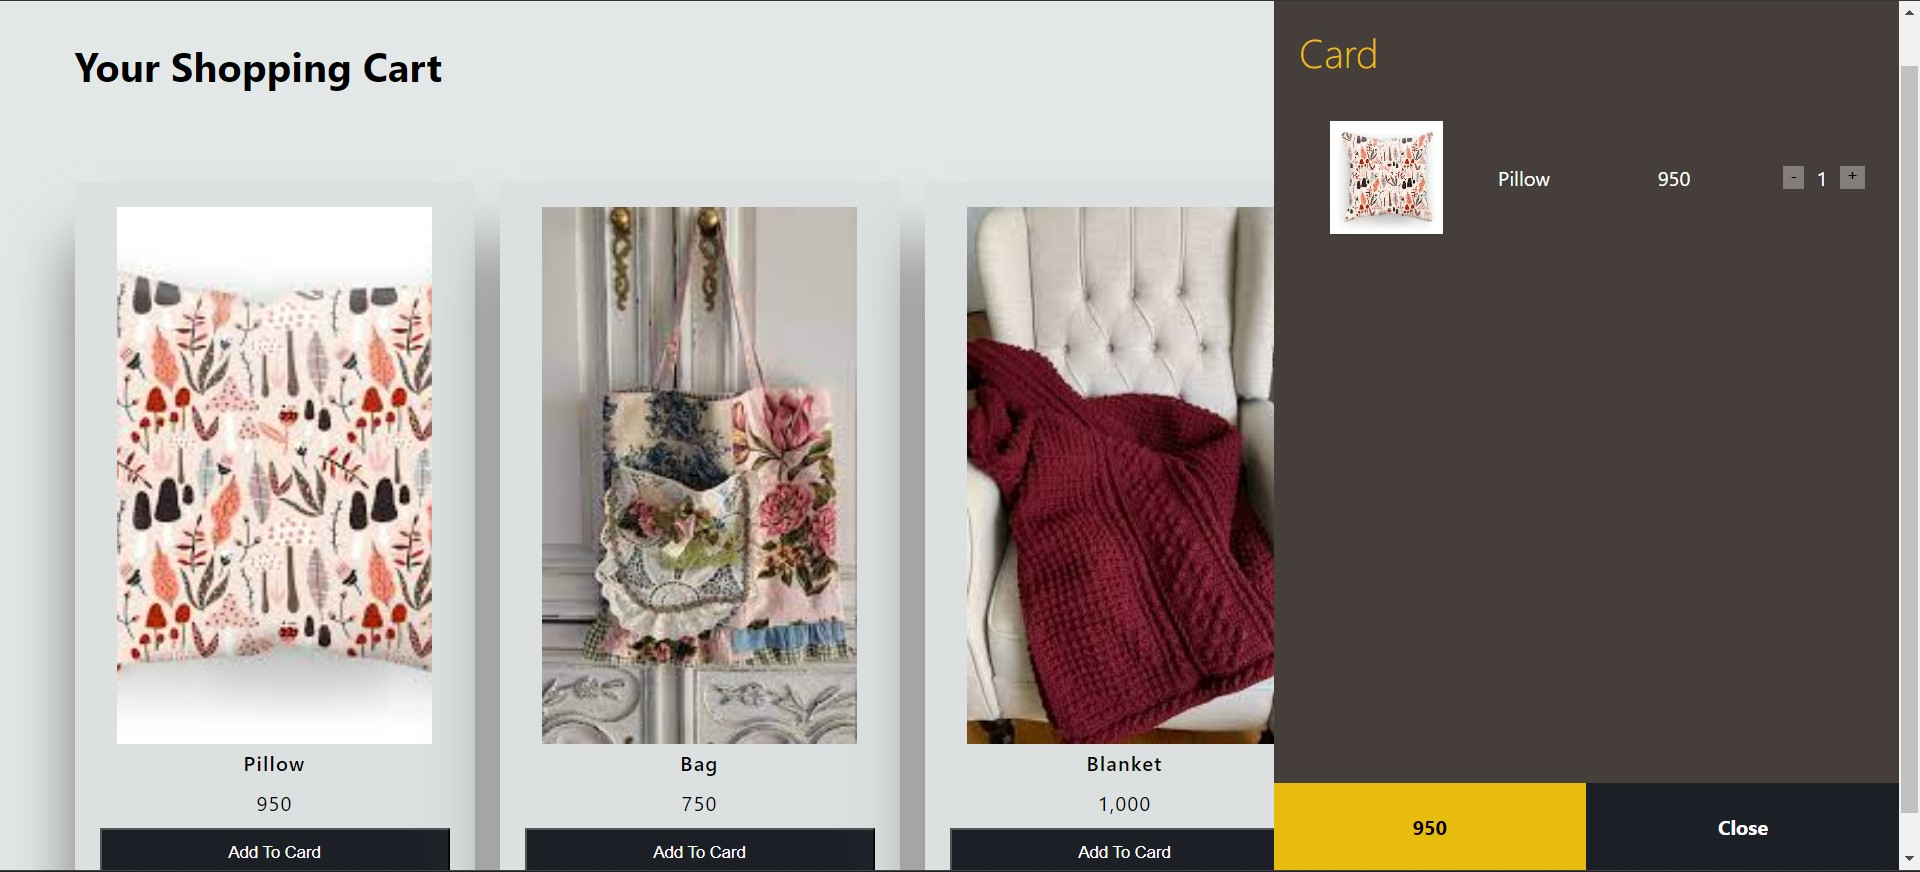 Your Shopping Cart
Pillow
950
Add To Card
Bag
750
Add To Card
Blanket
1,000
Add To Card
Card
Pillow 950 - 1 +
950 Close